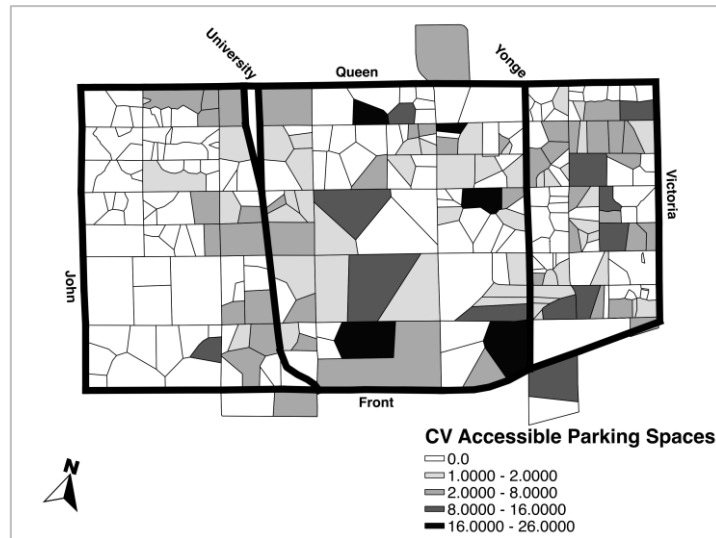 University
Queen
Yonge
Victoria
John
Front
CV Accessible Parking Spaces
0.0
1.0000 - 2.0000
2.0000 - 8.0000
8.0000 - 16.0000
16.0000 - 26.0000
N